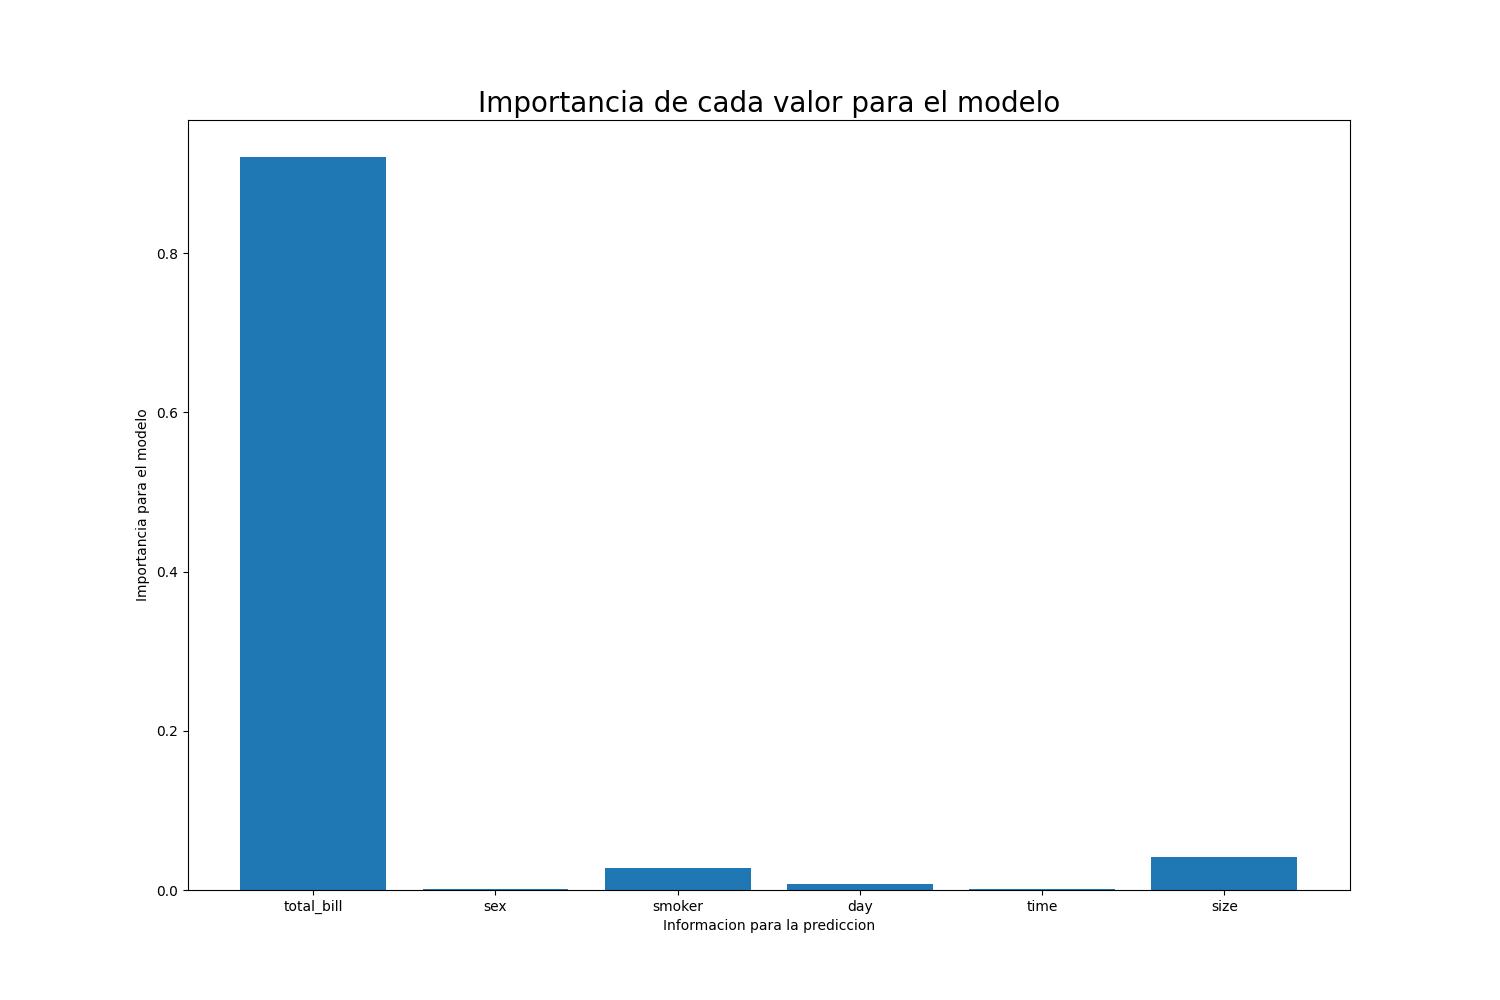 Importancia de cada valor para el modelo
Importancia para el modelo
0.8
0.6
0.4
0.2
0.0
total_bill
sex
smoker
day
time
size
Informacion para la prediccion